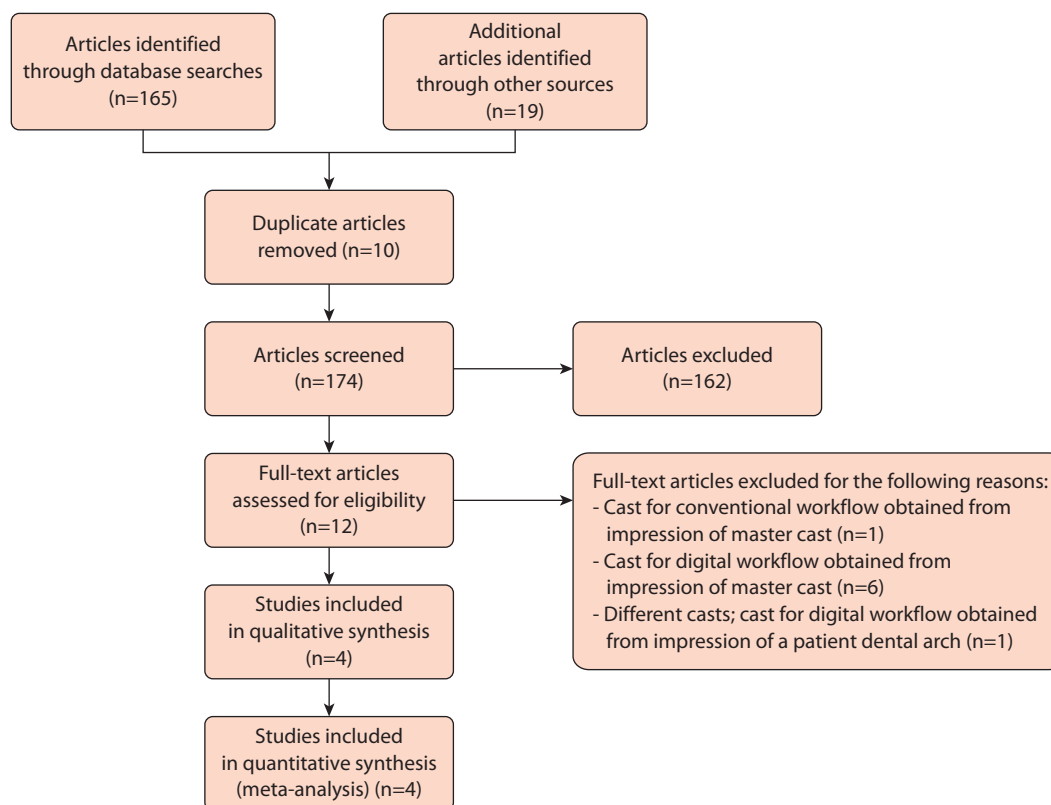 Articles identified
through database searches
(n=165)
Additional
articles identified
through other sources
(n=19)
Duplicate articles
removed (n=10)
Articles screened
(n=174)
Articles excluded
(n=162)
Full-text articles
assessed for eligibility
(n=12)
Full-text articles excluded for the following reasons:
- Cast for conventional workflow obtained from
impression of master cast (n=1)
- Cast for digital workflow obtained from
impression of master cast (n=6)
- Different casts; cast for digital workflow obtained
from impression of a patient dental arch (n=1)
Studies included
in qualitative synthesis
(n=4)
Studies included
in quantitative synthesis
(meta-analysis) (n=4)